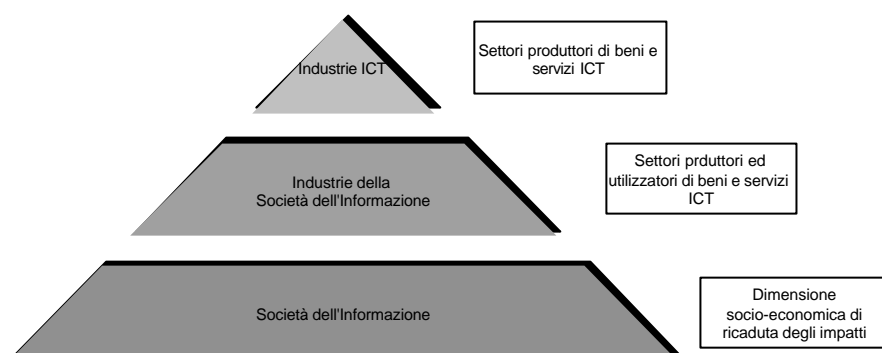 Industrie ICT
Settori produttori di beni e
servizi ICT
Industrie della
Società dell'Informazione
Settori prduttori ed
utilizzatori di beni e servizi
ICT
Società dell'Informazione
Dimensione
socio-economica di
ricaduta degli impatti